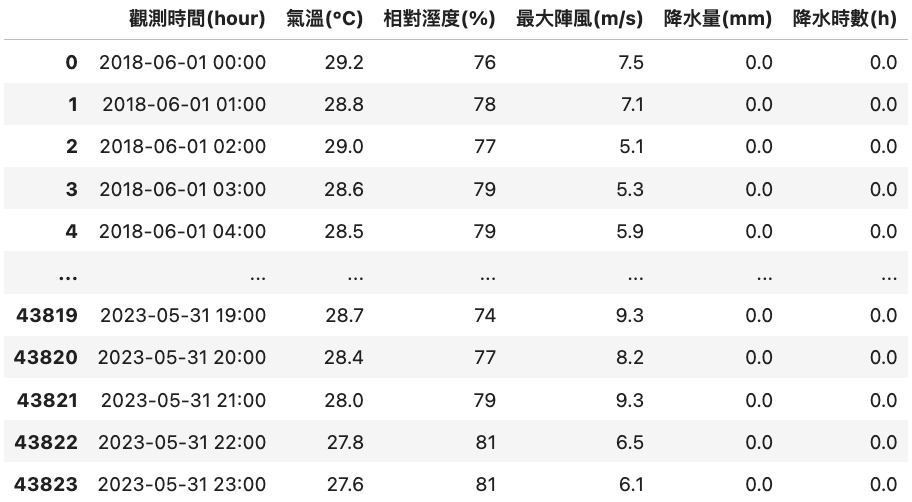 觀測時間(hour) 氣溫(°C) 相對溼度(%) 最大陣風(m/s) 降水量(mm) 降水時數(h)
0 2018-06-01 00:00 29.2 76 7.5 0.0 0.0
1 2018-06-01 01:00 28.8 78 7.1 0.0 0.0
2 2018-06-01 02:00 29.0 77 5.1 0.0 0.0
3 2018-06-01 03:00 28.6 79 5.3 0.0 0.0
4 2018-06-01 04:00 28.5 79 5.9 0.0 0.0
... ... ... ... ... ... ...
43819 2023-05-31 19:00 28.7 74 9.3 0.0 0.0
43820 2023-05-31 20:00 28.4 77 8.2 0.0 0.0
43821 2023-05-31 21:00 28.0 79 9.3 0.0 0.0
43822 2023-05-31 22:00 27.8 81 6.5 0.0 0.0
43823 2023-05-31 23:00 27.6 81 6.1 0.0 0.0